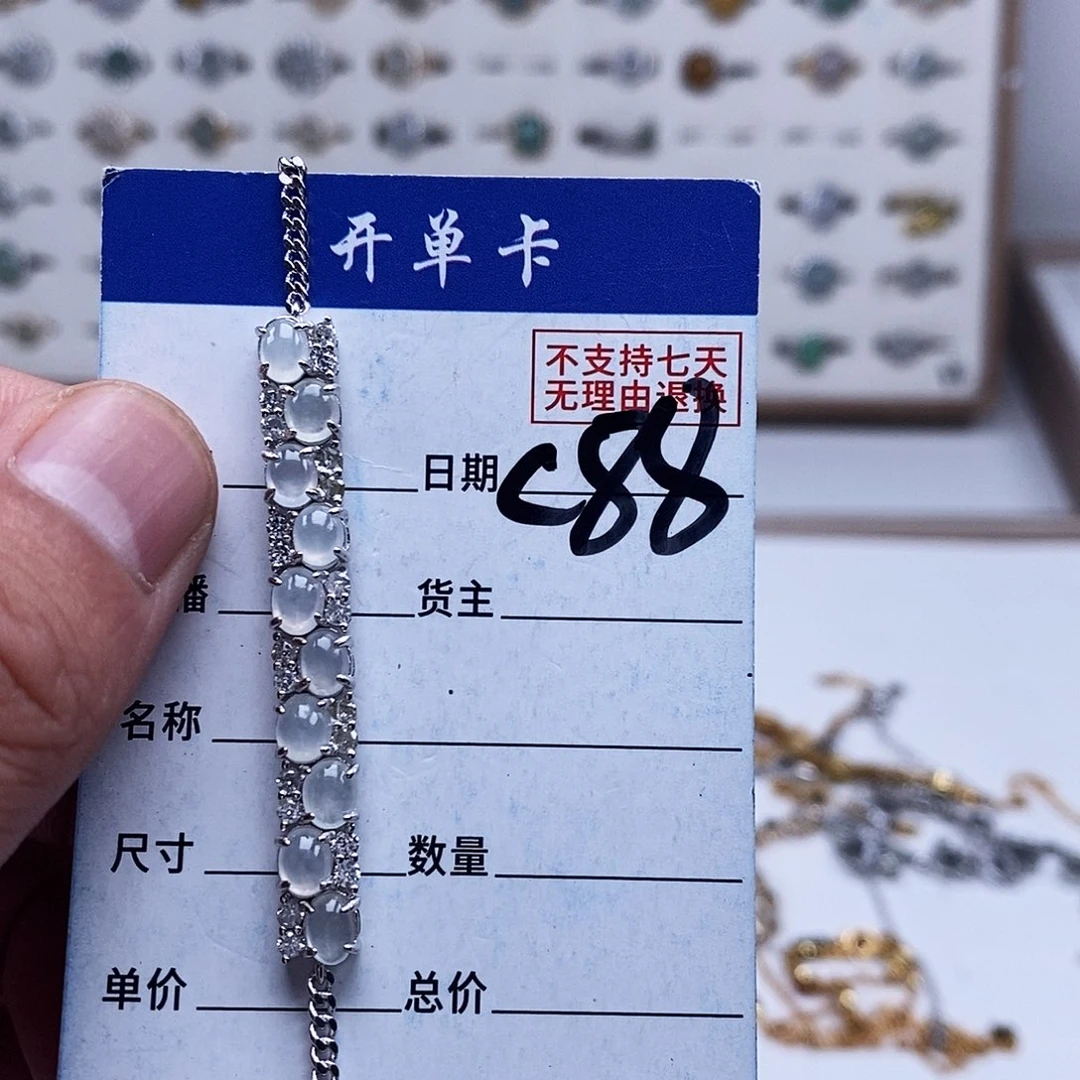 开单卡
不支持七天
无理由退换
日期 C88
播 货主
名称
尺寸 数量
单价 总价